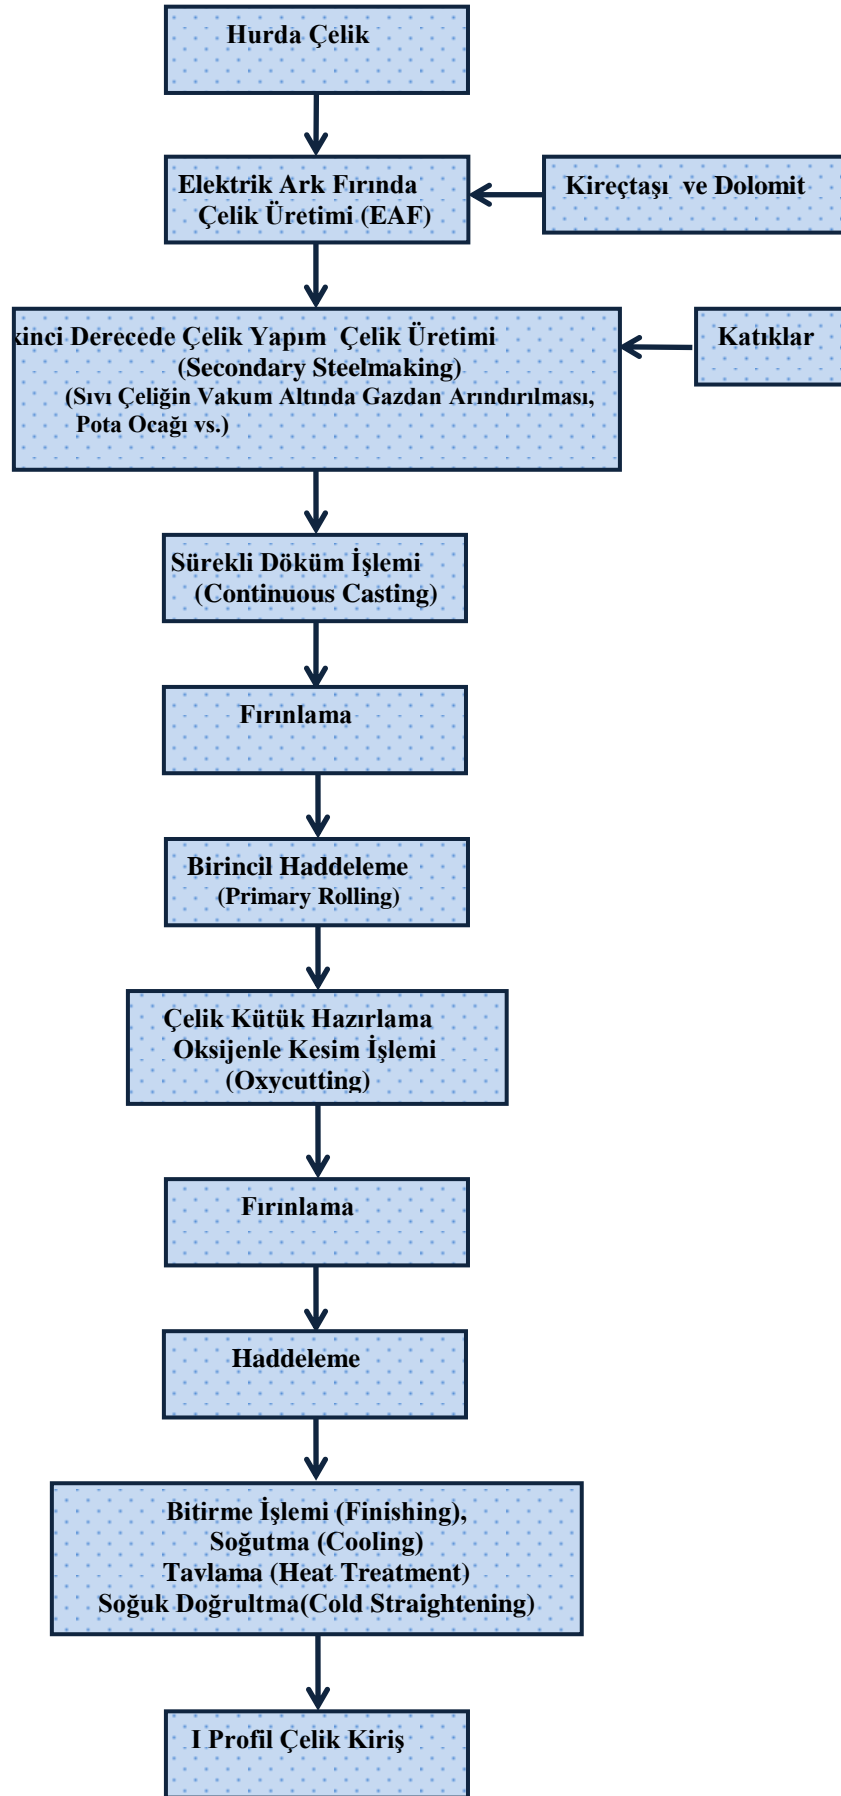 Hurda Çelik
Elektrik Ark Fırında
Çelik Üretimi (EAF)
Kireçtaşı ve Dolomit
kinci Derecede Çelik Yapım Çelik Üretimi
(Secondary Steelmaking)
(Sıvı Çeliğin Vakum Altında Gazdan Arındırılması,
Pota Ocağı vs.)
Katıklar
Sürekli Döküm İşlemi
(Continuous Casting)
Fırınlama
Birincil Haddeleme
(Primary Rolling)
Çelik Kütük Hazırlama
Oksijenle Kesim İşlemi
(Oxycutting)
Fırınlama
Haddeleme
Bitirme İşlemi (Finishing),
Soğutma (Cooling)
Tavlama (Heat Treatment)
Soğuk Doğrultma(Cold Straightening)
I Profil Çelik Kiriş